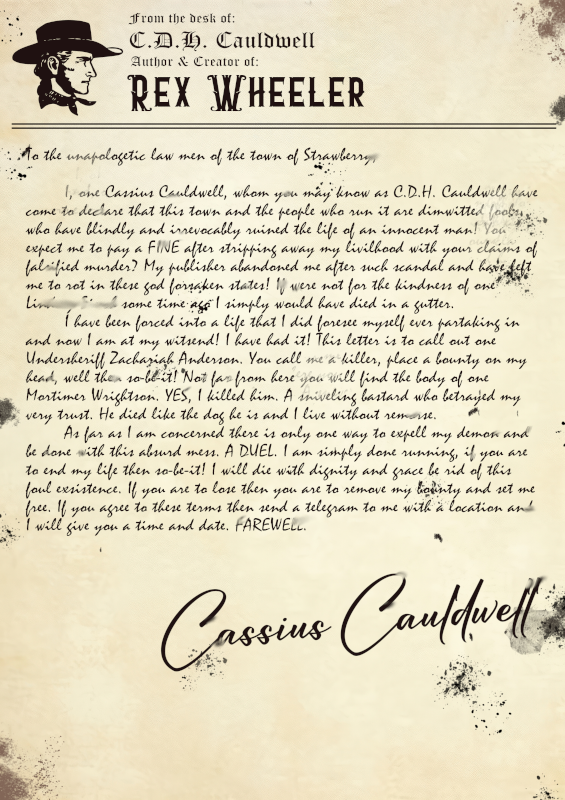 From the desk of:
C.D.H. Cauldwell
Author & Creator of:
Rex Wheeler
To the unapologetic law men of the town of Strawberry,
I, one Cassius Cauldwell, whom you may know as C.D.H. Cauldwell have
come to declare that this town and the people who run it are dimwitted fools
who have blindly and irrevocably ruined the life of an innocent man! You
expect me to pay a FINE after stripping away my livilhood with your claims of
falsified murder? My publisher abandoned me after such scandal and have left
me to rot in these god forsaken states! If were not for the kindness of one
some time ago I simply would have died in a gutter.
I have been forced into a life that I did foresee myself ever partaking in
and now I am at my witsend! I have had it! This letter is to call out one
Undersheriff Zachariah Anderson. You call me a killer, place a bounty on my
head, well then so-be-it! Not far from here you will find the body of one
Mortimer Wrightson. YES, I killed him. A sniveling bastard who betrayed my
very trust. He died like the dog he is and I live without remorse.
As far as I am concerned there is only one way to expell my demon and
be done with this absurd mess. A DUEL. I am simply done running, if you are
to end my life then so-be-it! I will die with dignity and grace be rid of this
foul exsistence. If you are to lose then you are to remove my bounty and set me
free. If you agree to these terms then send a telegram to me with a location and
I will give you a time and date. FAREWELL.
Cassius Cauldwell